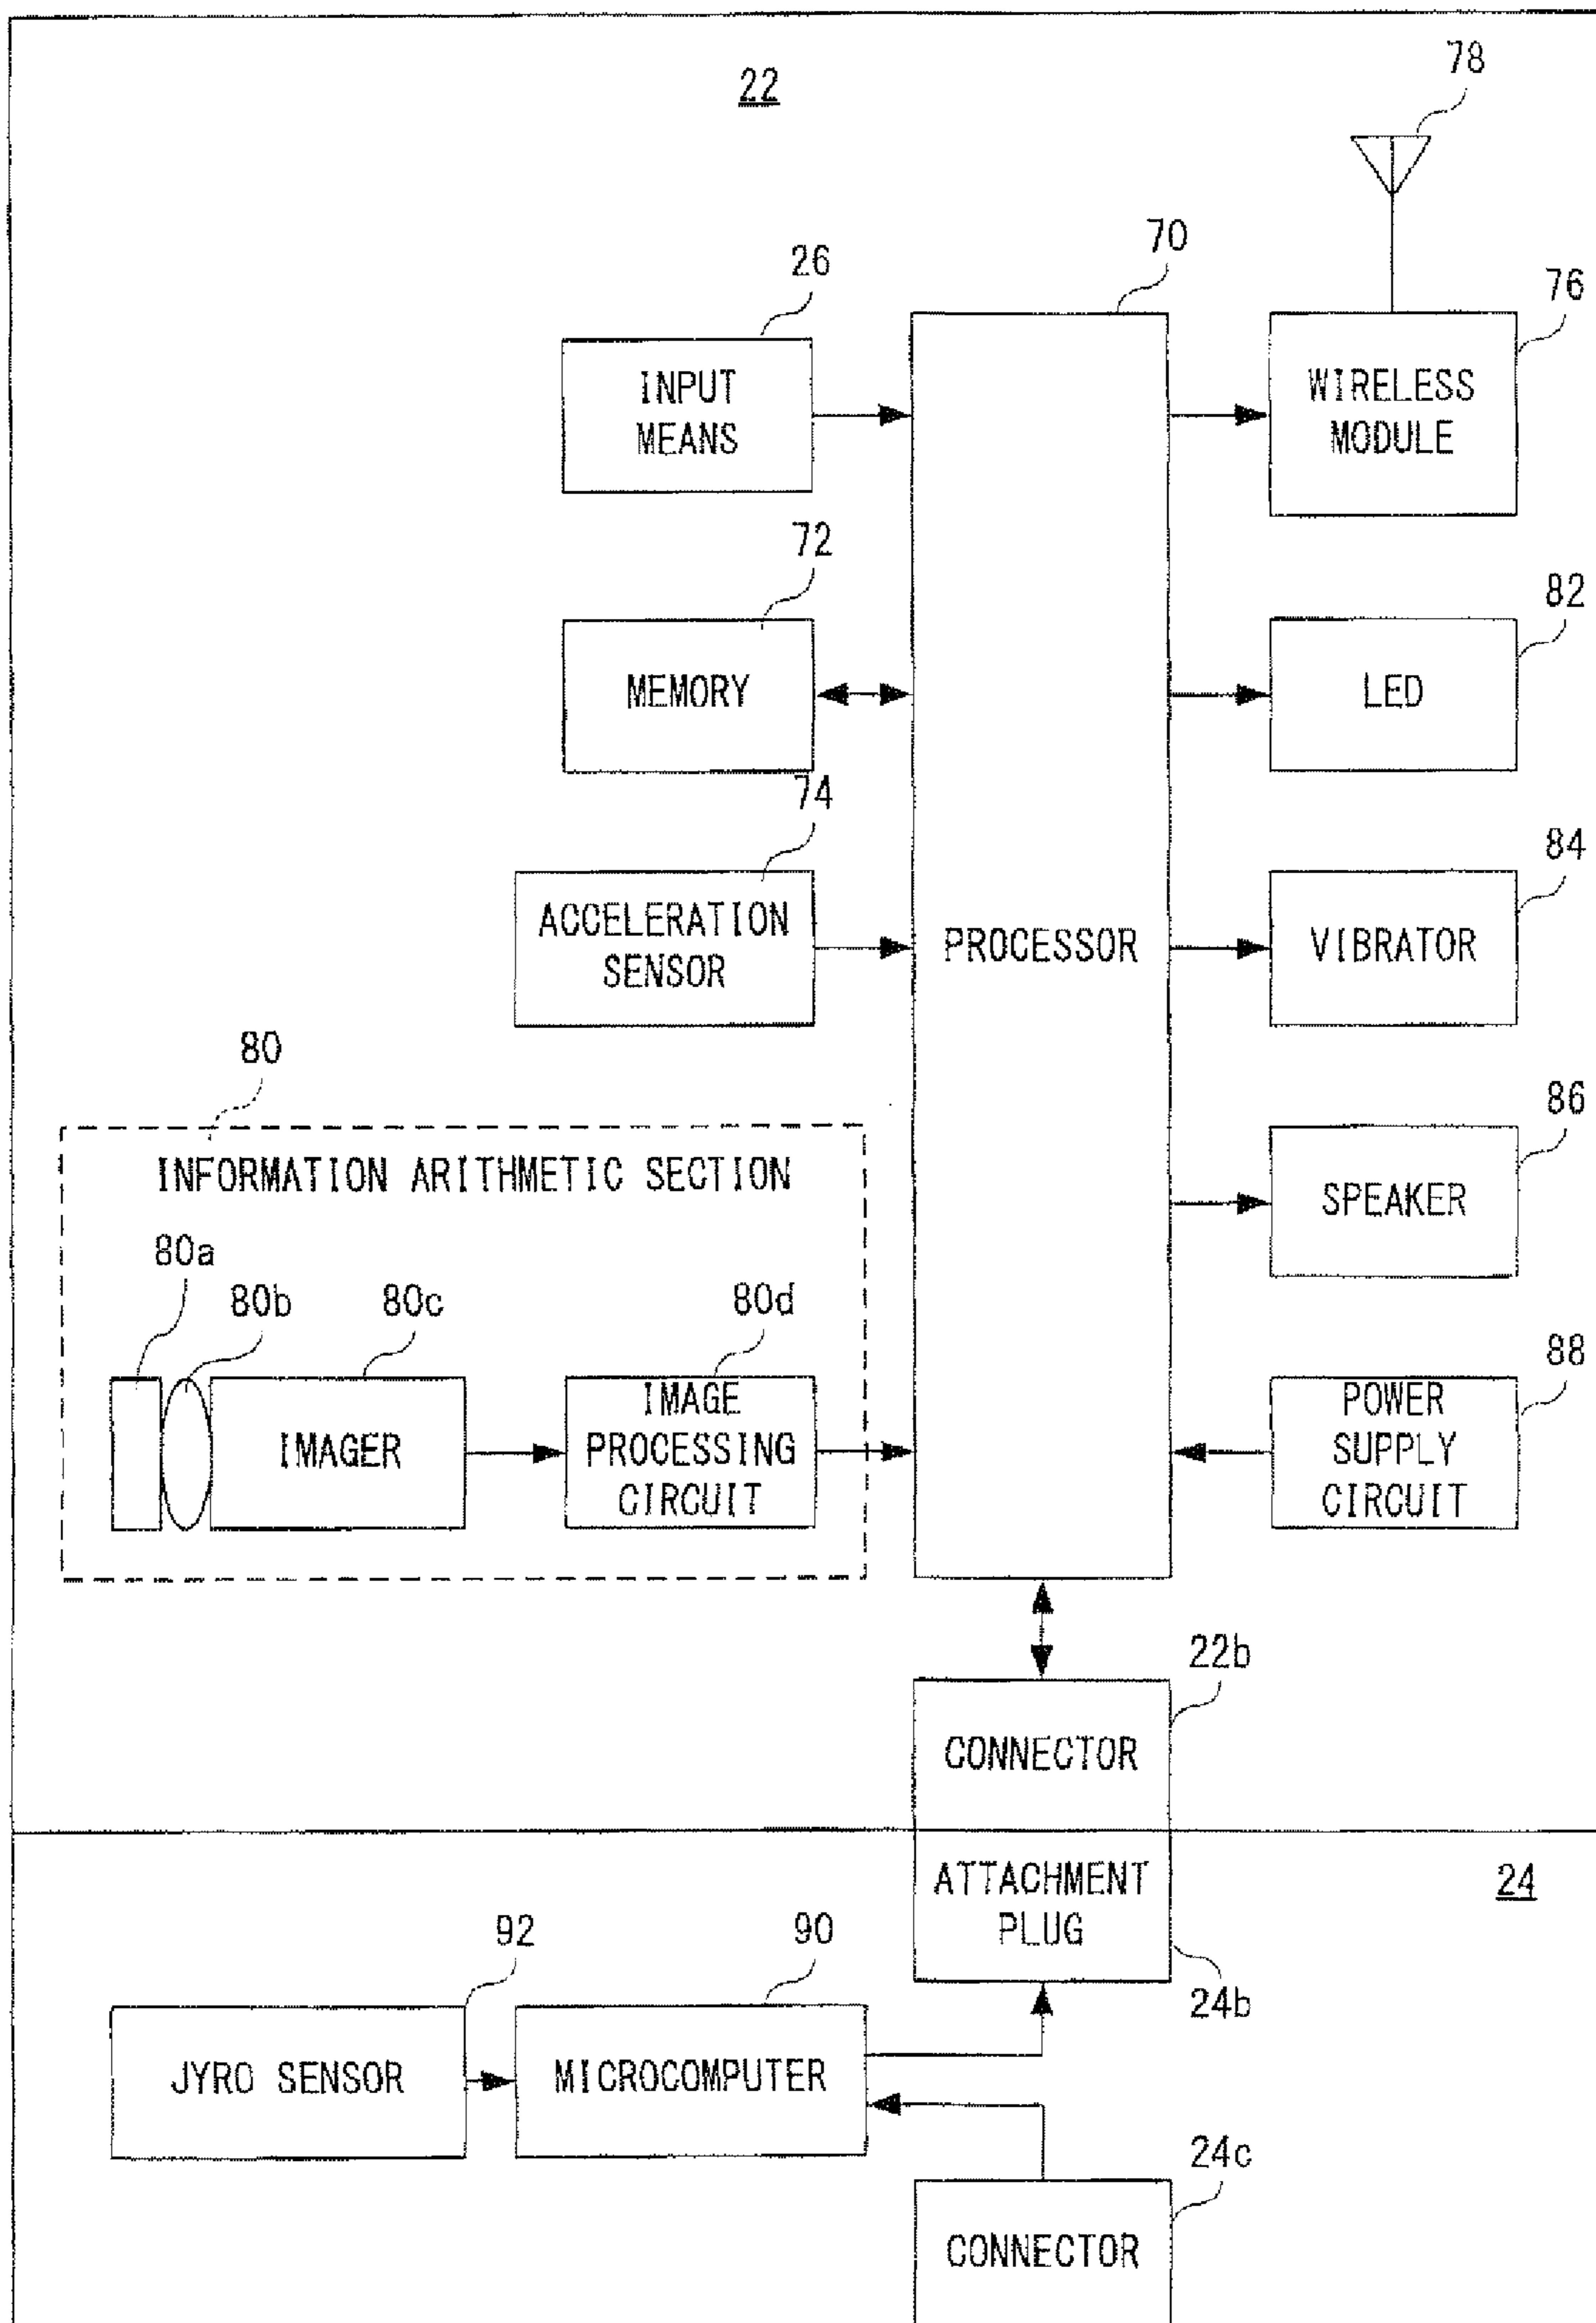 22
78
70
26
76
INPUT
MEANS
WIRELESS
MODULE
72
82
MEMORY
LED
74
84
ACCELERATION
SENSOR
PROCESSOR
VIBRATOR
80
86
INFORMATION ARITHMETIC SECTION
SPEAKER
80a
80b
80c
80d
88
IMAGER
IMAGE
PROCESSING
CIRCUIT
POWER
SUPPLY
CIRCUIT
22b
CONNECTOR
ATTACHMENT
PLUG
24
92
90
24b
JYRO SENSOR
MICROCOMPUTER
24c
CONNECTOR